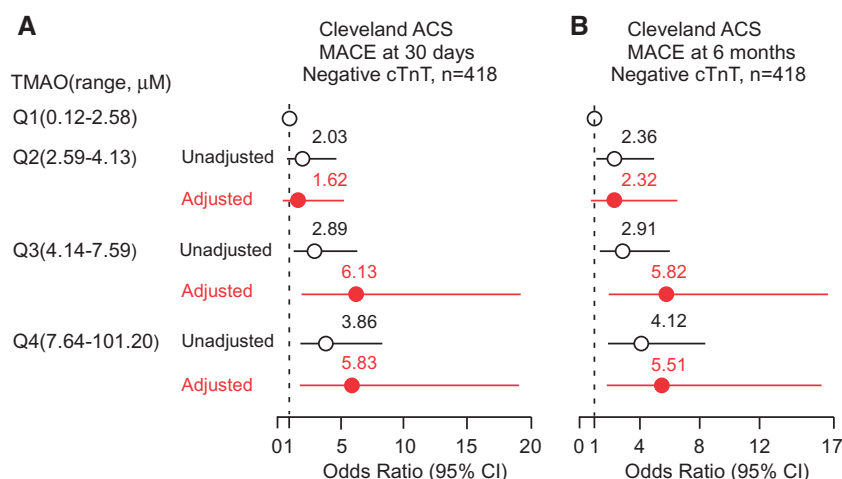 A
Cleveland ACS
MACE at 30 days
Negative cTnT, n=418
B
Cleveland ACS
MACE at 6 months
Negative cTnT, n=418
TMAO(range, μM)
Q1(0.12-2.58)
2.03
2.36
Q2(2.59-4.13) Unadjusted
1.62
2.32
Adjusted
2.89
2.91
Q3(4.14-7.59) Unadjusted
6.13
5.82
Adjusted
3.86
4.12
Q4(7.64-101.20) Unadjusted
5.83
5.51
Adjusted
0 1 5 10 15 20
0 1 4 8 12 17
Odds Ratio (95% CI)
Odds Ratio (95% CI)